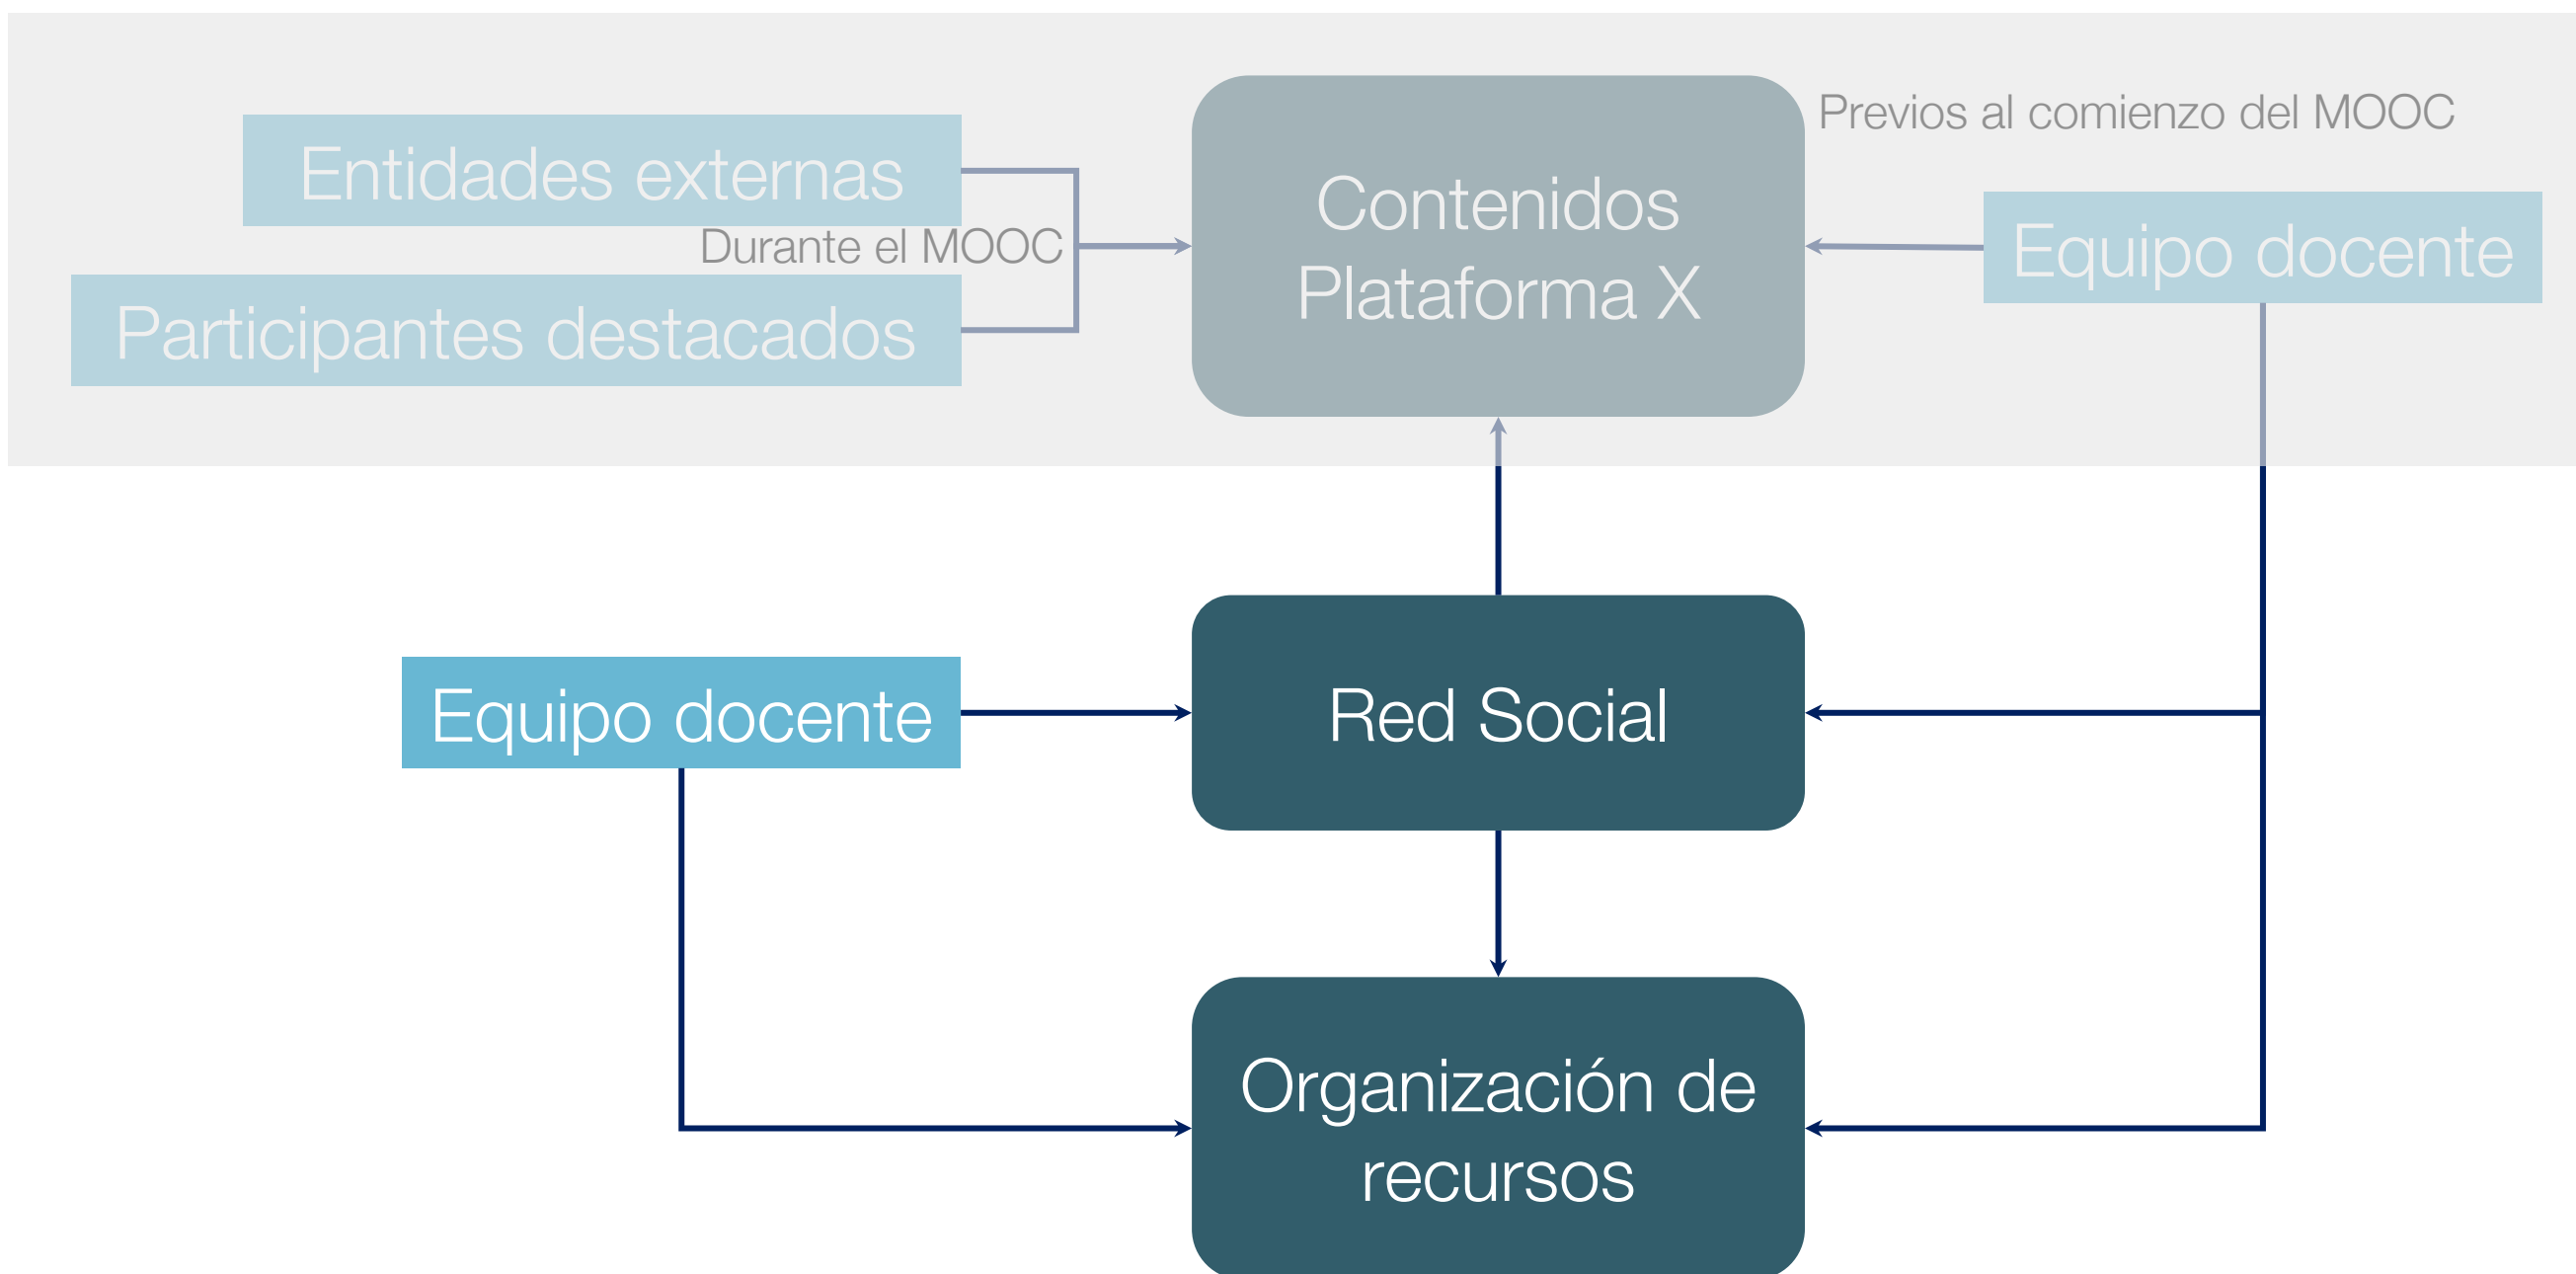 Previos al comienzo del MOOC
Entidades externas
Durante el MOOC
Participantes destacados
Contenidos
Plataforma X
Equipo docente
Equipo docente
Red Social
Organización de
recursos